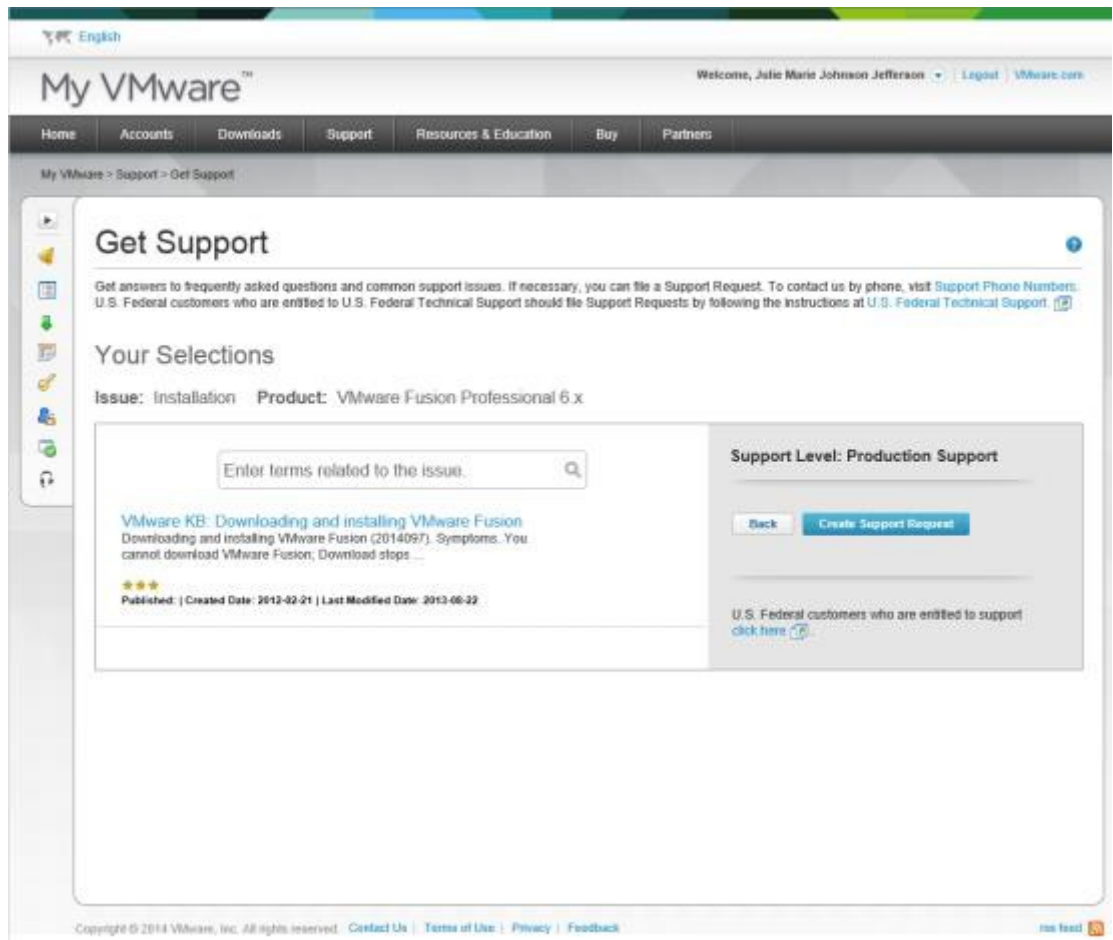 English
My VMware™
Welcome, Julie Marie Johnson Jefferson | Logout | VMware.com
Home Accounts Downloads Support Resources & Education Buy Partners
My VMware > Support > Get Support
Get Support
Get answers to frequently asked questions and common support issues. If necessary, you can file a Support Request. To contact us by phone, visit Support Phone Numbers.
U.S. Federal customers who are entitled to U.S. Federal Technical Support should file Support Requests by following the instructions at U.S. Federal Technical Support.
Your Selections
Issue: Installation Product: VMware Fusion Professional 6.x
Enter terms related to the issue.
Support Level: Production Support
VMware KB: Downloading and installing VMware Fusion
Downloading and installing VMware Fusion (2014097). Symptoms. You
cannot download VMware Fusion; Download stops ...
Published: | Created Date: 2012-02-21 | Last Modified Date: 2013-08-22
Back Create Support Request
U.S. Federal customers who are entitled to support
click here .
Copyright © 2014 VMware, Inc. All rights reserved. Contact Us | Terms of Use | Privacy | Feedback
rss feed